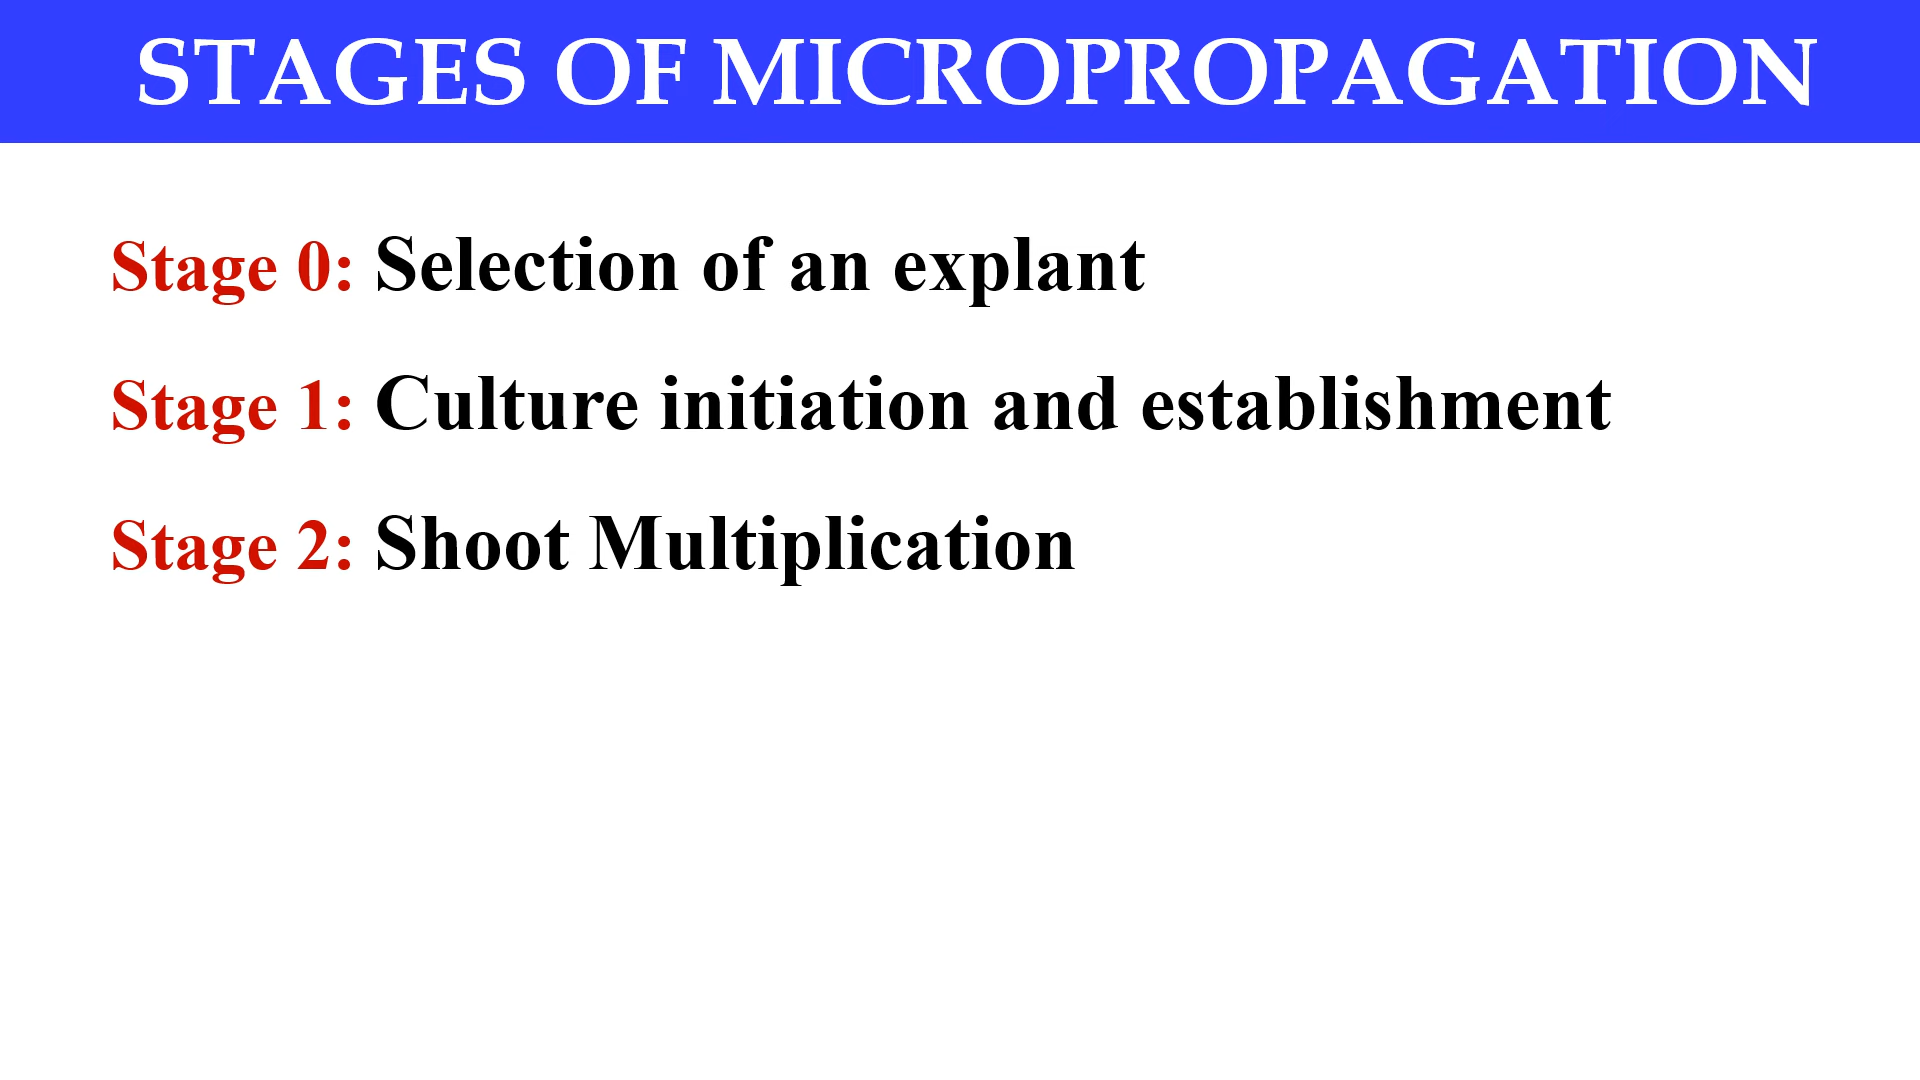 STAGES OF MICROPROPAGATION
Stage 0: Selection of an explant
Stage 1: Culture initiation and establishment
Stage 2: Shoot Multiplication